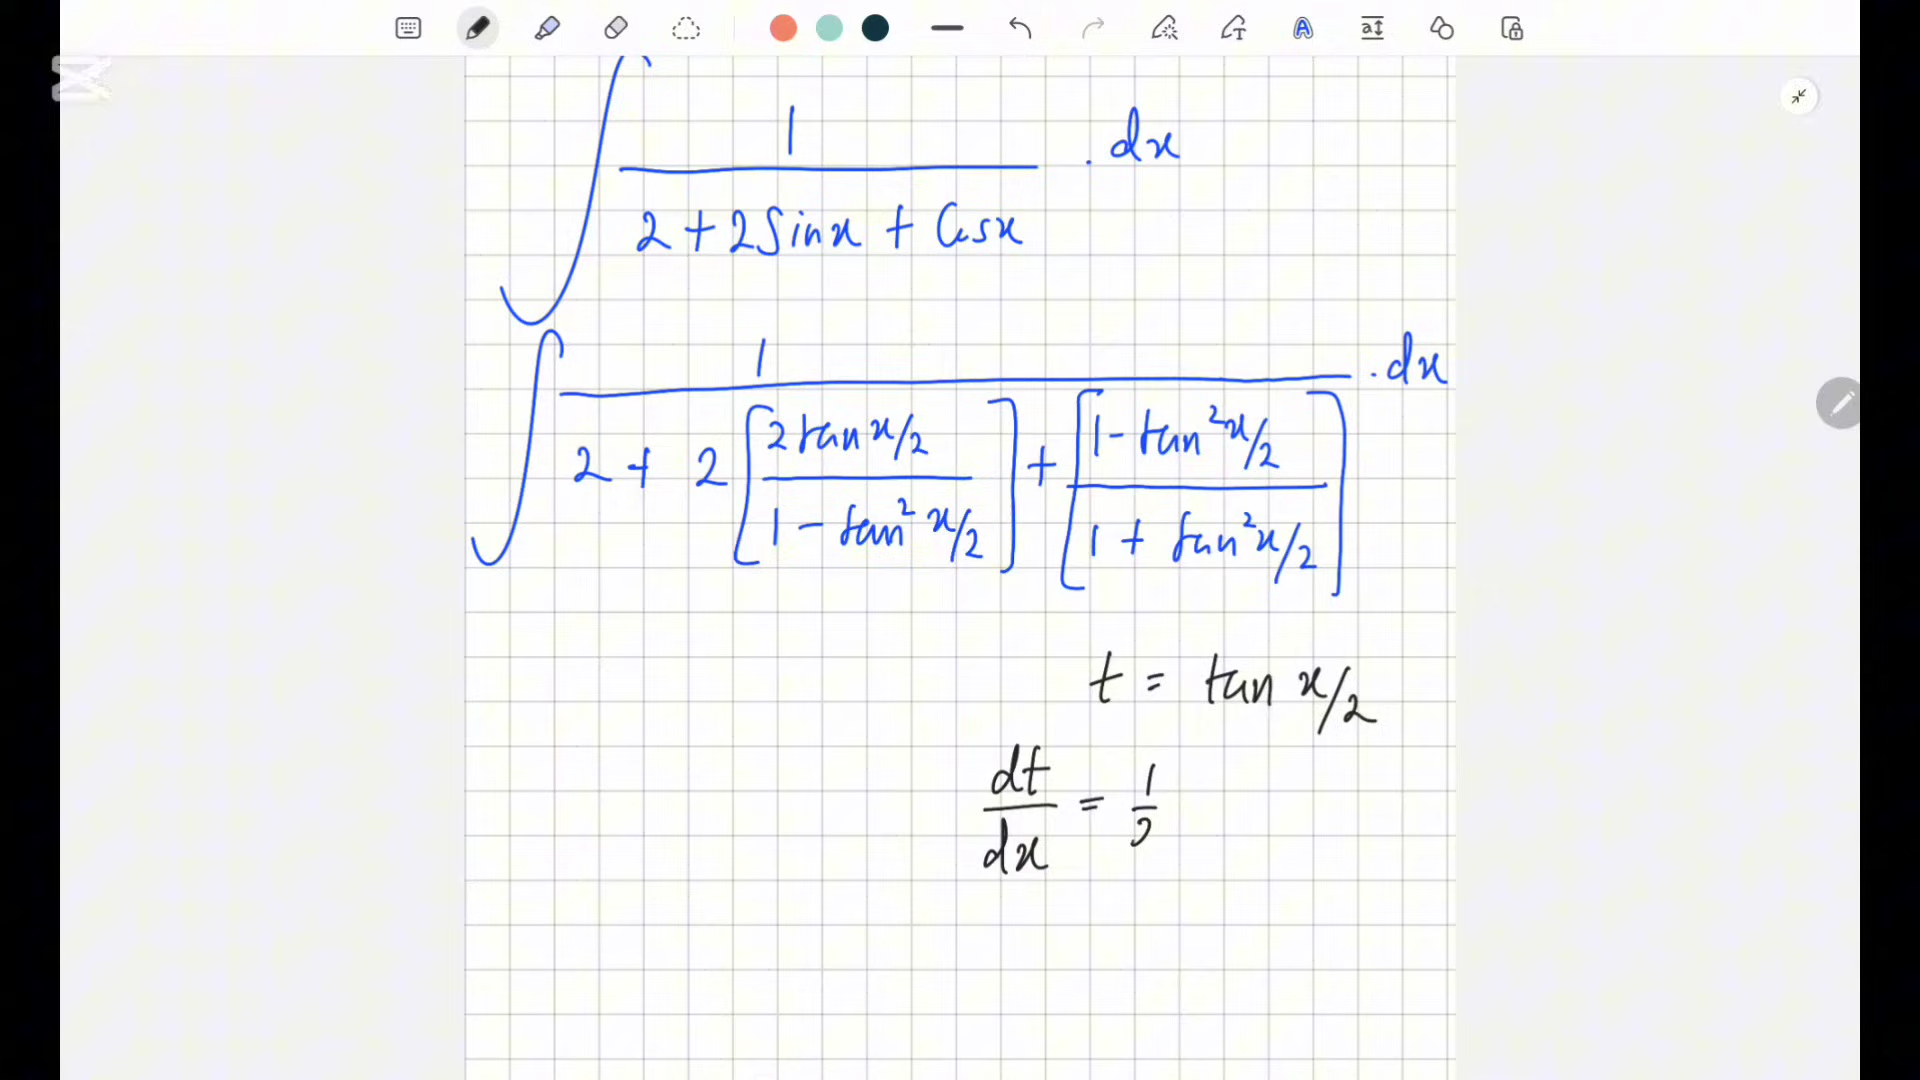 ∫ 1 / (2 + 2 Sin x + Cos x) . dx
∫ 1 / (2 + 2 [2 tan x/2 / (1 - tan² x/2)] + [(1 - tan² x/2) / (1 + tan² x/2)]) . dx
t = tan x/2
dt/dx = 1/2